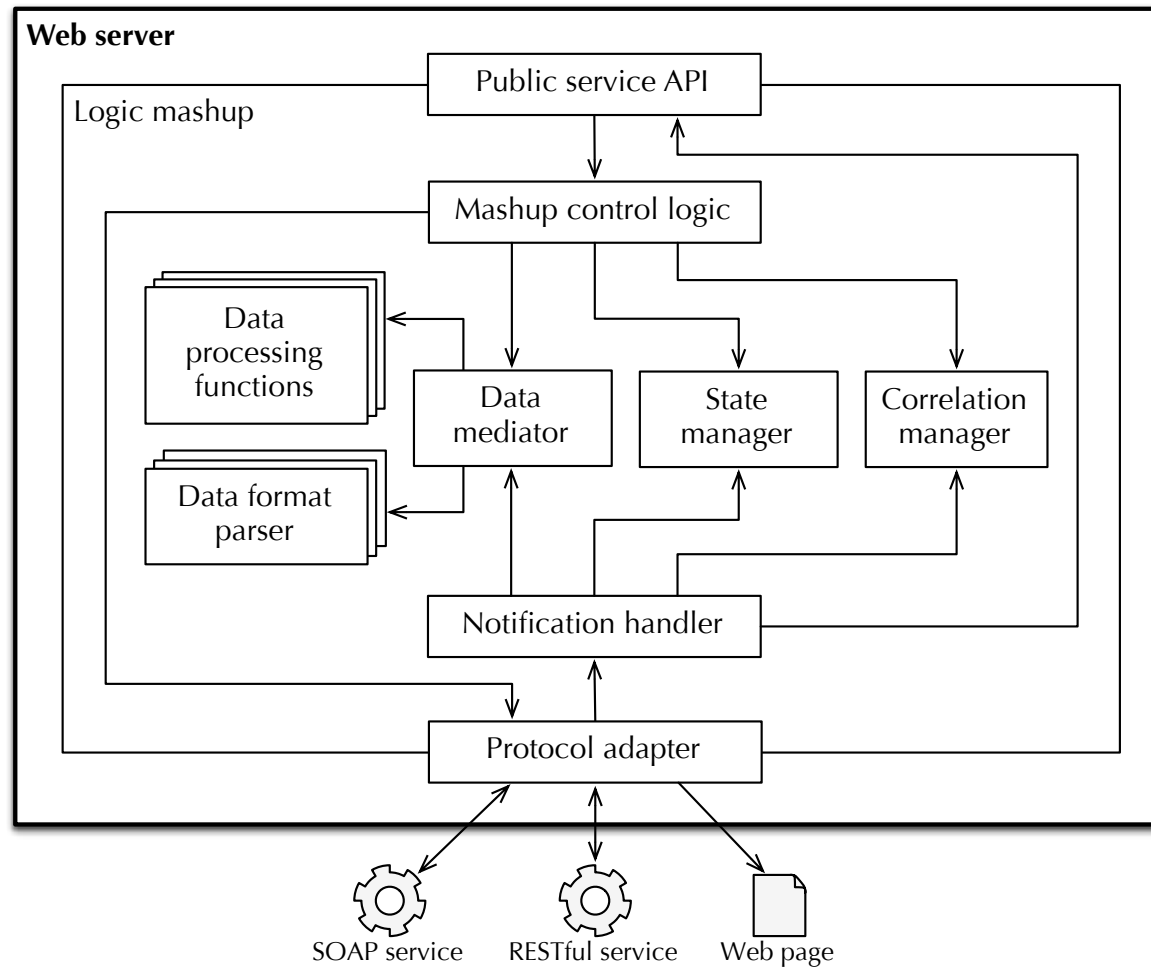 Web server
Public service API
Logic mashup
Mashup control logic
Data
processing
functions
Data
mediator
State
manager
Correlation
manager
Data format
parser
Notification handler
Protocol adapter
SOAP service
RESTful service
Web page